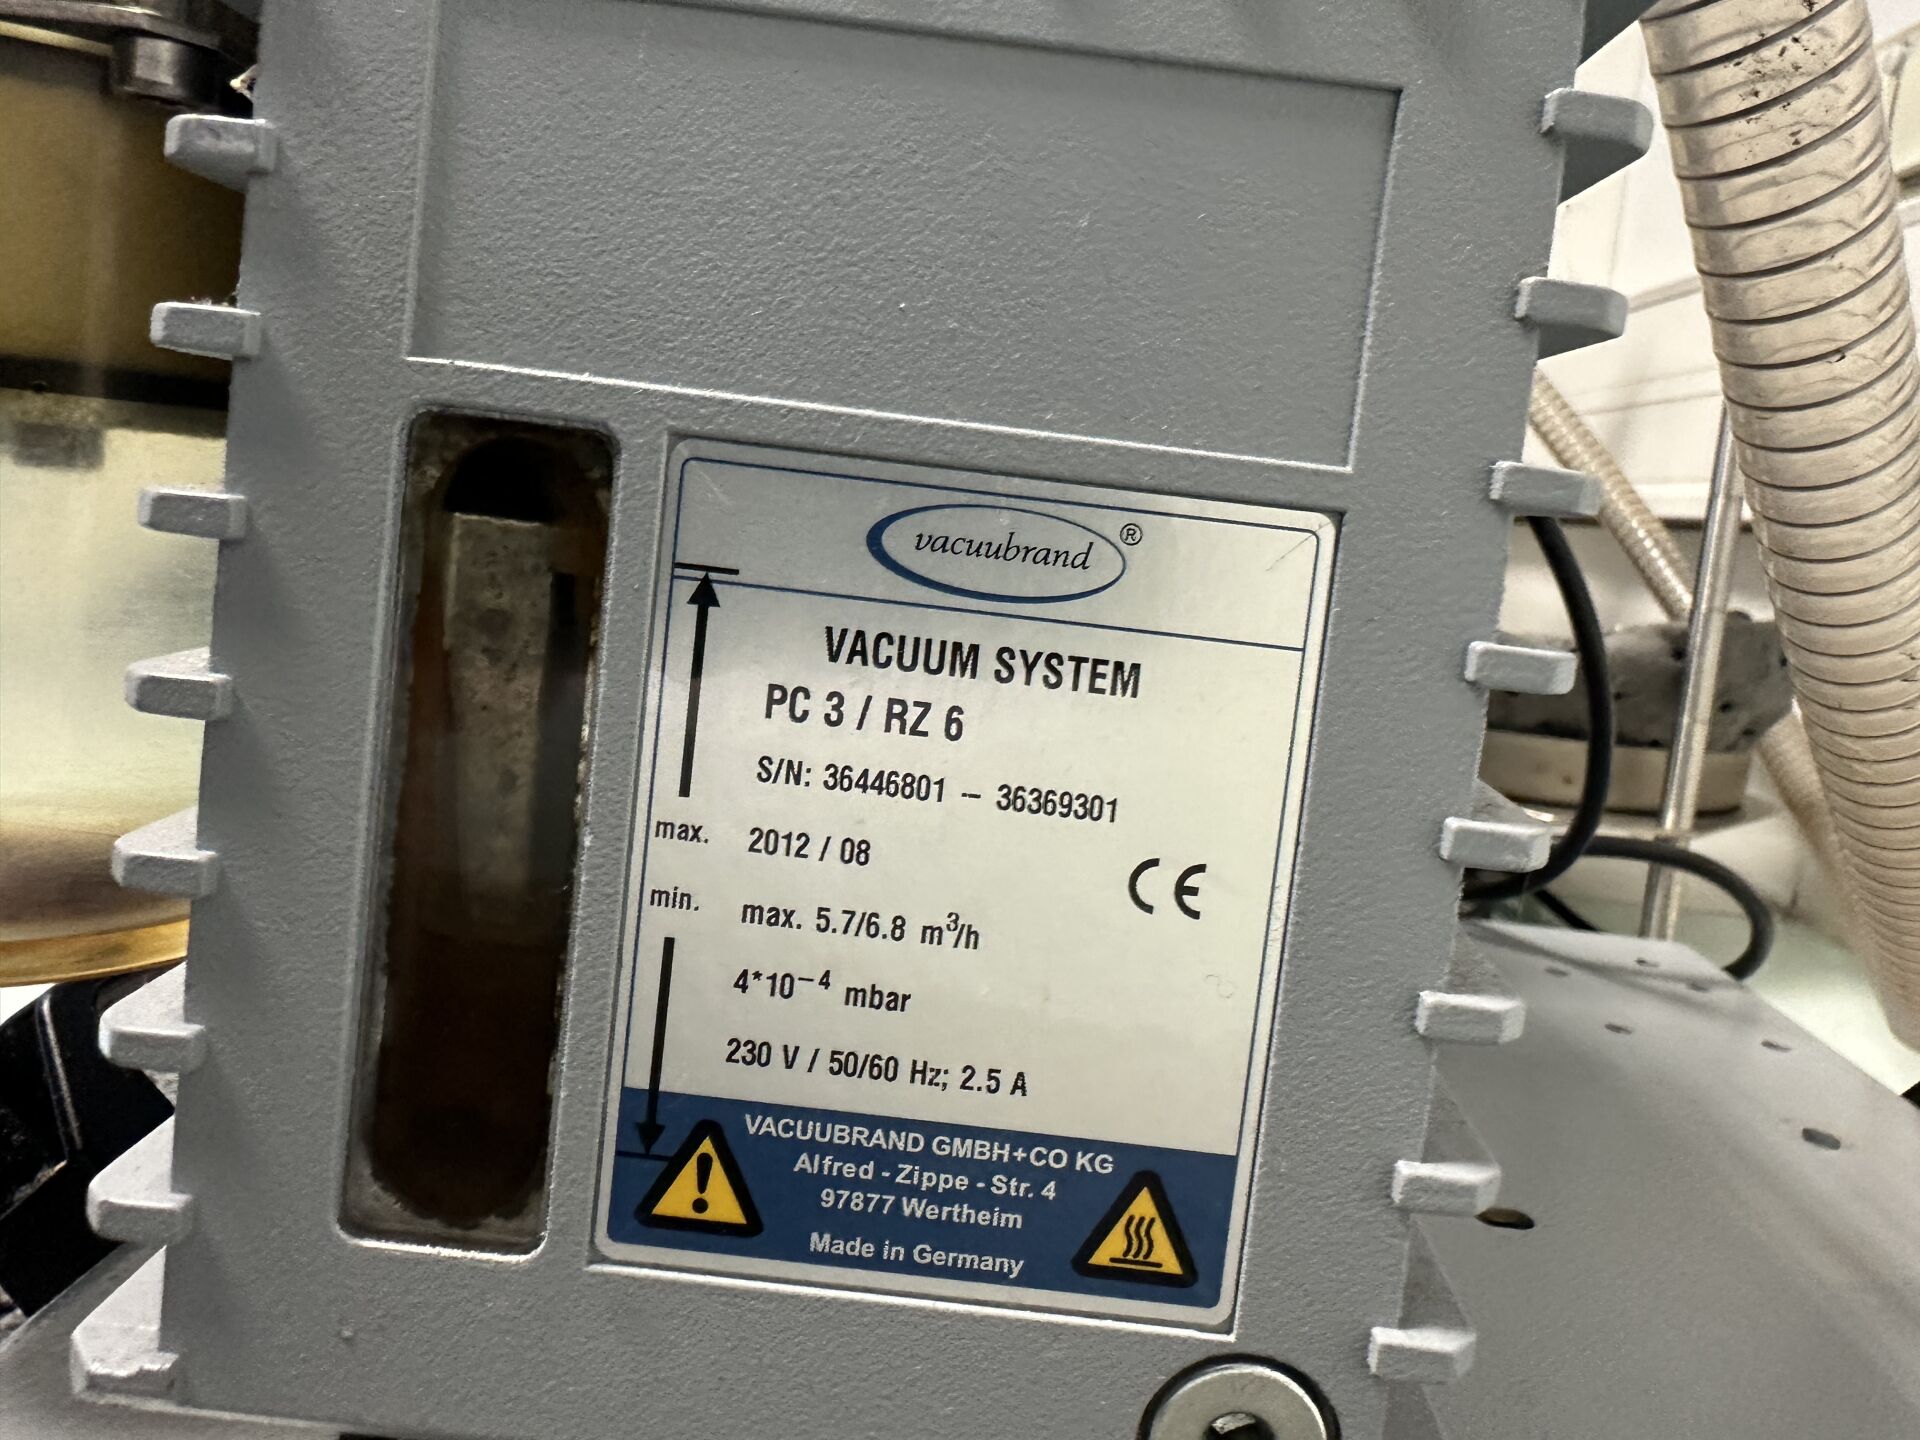 vacuubrand ®
VACUUM SYSTEM
PC 3 / RZ 6
S/N: 36446801 – 36369301
max. 2012 / 08
CE
min. max. 5.7/6.8 m³/h
4*10⁻⁴ mbar
230 V / 50/60 Hz; 2.5 A
VACUUBRAND GMBH+CO KG
Alfred - Zippe - Str. 4
97877 Wertheim
Made in Germany